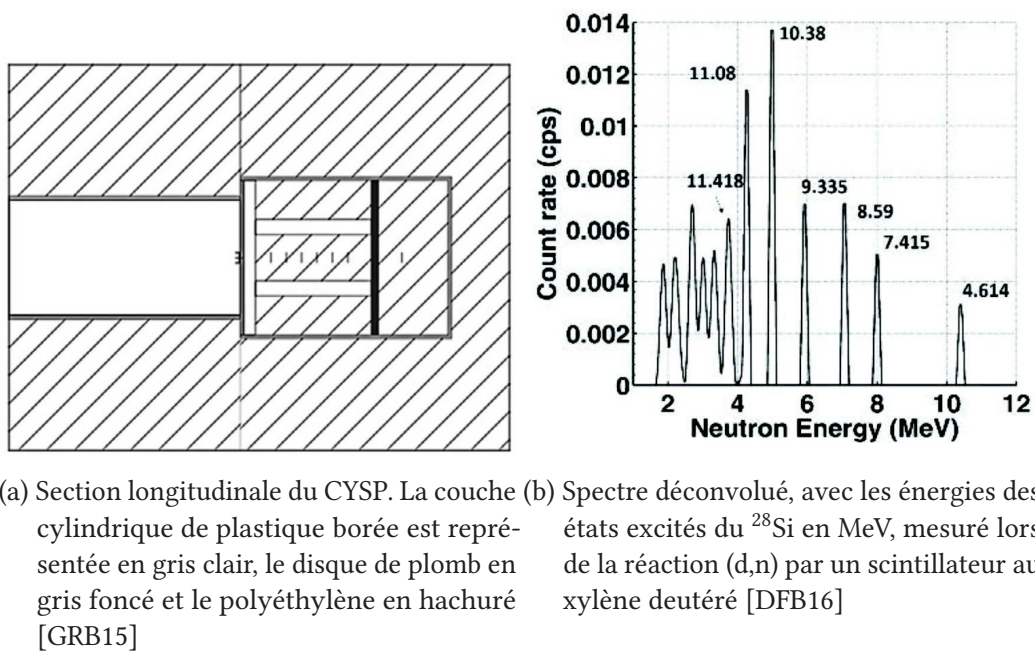 0.014
0.012
0.01
0.008
0.006
0.004
0.002
0
Count rate (cps)
10.38
11.08
11.418
9.335
8.59
7.415
4.614
2 4 6 8 10 12
Neutron Energy (MeV)
(a) Section longitudinale du CYSP. La couche
cylindrique de plastique borée est repré-
sentée en gris clair, le disque de plomb en
gris foncé et le polyéthylène en hachuré
[GRB15]
(b) Spectre déconvolué, avec les énergies des
états excités du ²⁸Si en MeV, mesuré lors
de la réaction (d,n) par un scintillateur au
xylène deutéré [DFB16]